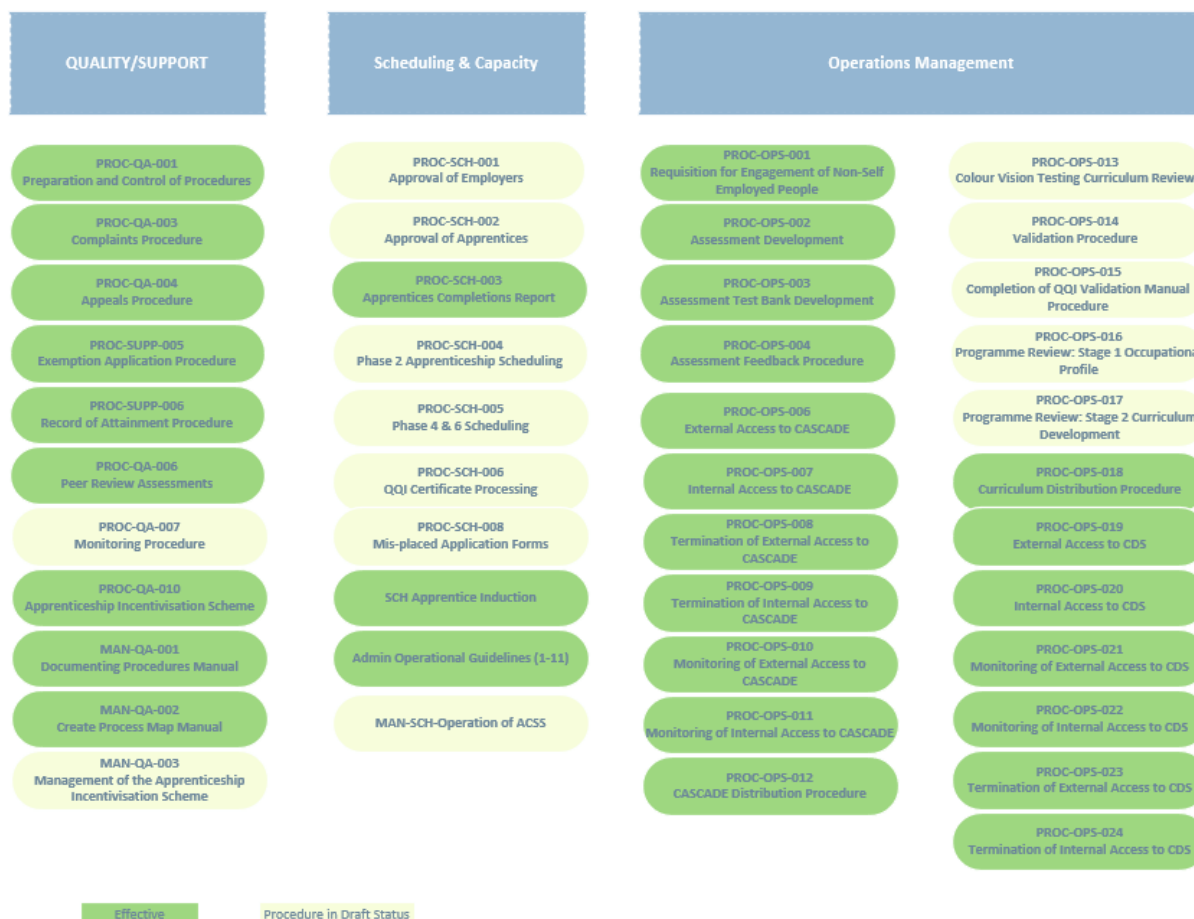 QUALITY/SUPPORT
Scheduling & Capacity
Operations Management
PROC-QA-001
Preparation and Control of Procedures
PROC-QA-003
Complaints Procedure
PROC-QA-004
Appeals Procedure
PROC-SUPP-005
Exemption Application Procedure
PROC-SUPP-006
Record of Attainment Procedure
PROC-QA-006
Peer Review Assessments
PROC-QA-007
Monitoring Procedure
PROC-QA-010
Apprenticeship Incentivisation Scheme
MAN-QA-001
Documenting Procedures Manual
MAN-QA-002
Create Process Map Manual
MAN-QA-003
Management of the Apprenticeship
Incentivisation Scheme
PROC-SCH-001
Approval of Employers
PROC-SCH-002
Approval of Apprentices
PROC-SCH-003
Apprentices Completions Report
PROC-SCH-004
Phase 2 Apprenticeship Scheduling
PROC-SCH-005
Phase 4 & 6 Scheduling
PROC-SCH-006
QQI Certificate Processing
PROC-SCH-008
Mis-placed Application Forms
SCH Apprentice Induction
Admin Operational Guidelines (1-11)
MAN-SCH-Operation of ACSS
PROC-OPS-001
Requisition for Engagement of Non-Self
Employed People
PROC-OPS-002
Assessment Development
PROC-OPS-003
Assessment Test Bank Development
PROC-OPS-004
Assessment Feedback Procedure
PROC-OPS-006
External Access to CASCADE
PROC-OPS-007
Internal Access to CASCADE
PROC-OPS-008
Termination of External Access to
CASCADE
PROC-OPS-009
Termination of Internal Access to
CASCADE
PROC-OPS-010
Monitoring of External Access to
CASCADE
PROC-OPS-011
Monitoring of Internal Access to CASCADE
PROC-OPS-012
CASCADE Distribution Procedure
PROC-OPS-013
Colour Vision Testing Curriculum Review
PROC-OPS-014
Validation Procedure
PROC-OPS-015
Completion of QQI Validation Manual
Procedure
PROC-OPS-016
Programme Review: Stage 1 Occupationa
Profile
PROC-OPS-017
Programme Review: Stage 2 Curriculum
Development
PROC-OPS-018
Curriculum Distribution Procedure
PROC-OPS-019
External Access to CDS
PROC-OPS-020
Internal Access to CDS
PROC-OPS-021
Monitoring of External Access to CDS
PROC-OPS-022
Monitoring of Internal Access to CDS
PROC-OPS-023
Termination of External Access to CDS
PROC-OPS-024
Termination of Internal Access to CDS
Effective
Procedure in Draft Status